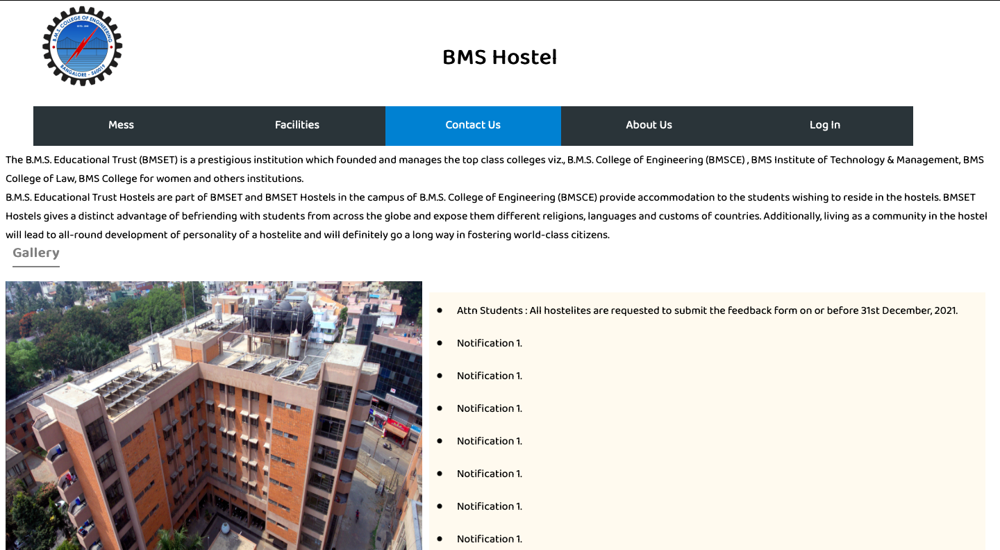 B.M.S. COLLEGE OF ENGINEERING
BANGALORE - 560019
BMS Hostel
Mess
Facilities
Contact Us
About Us
Log In
The B.M.S. Educational Trust (BMSET) is a prestigious institution which founded and manages the top class colleges viz., B.M.S. College of Engineering (BMSCE) , BMS Institute of Technology & Management, BMS
College of Law, BMS College for women and others institutions.
B.M.S. Educational Trust Hostels are part of BMSET and BMSET Hostels in the campus of B.M.S. College of Engineering (BMSCE) provide accommodation to the students wishing to reside in the hostels. BMSET
Hostels gives a distinct advantage of befriending with students from across the globe and expose them different religions, languages and customs of countries. Additionally, living as a community in the hostel
will lead to all-round development of personality of a hostelite and will definitely go a long way in fostering world-class citizens.
Gallery
Attn Students : All hostelites are requested to submit the feedback form on or before 31st December, 2021.
Notification 1.
Notification 1.
Notification 1.
Notification 1.
Notification 1.
Notification 1.
Notification 1.